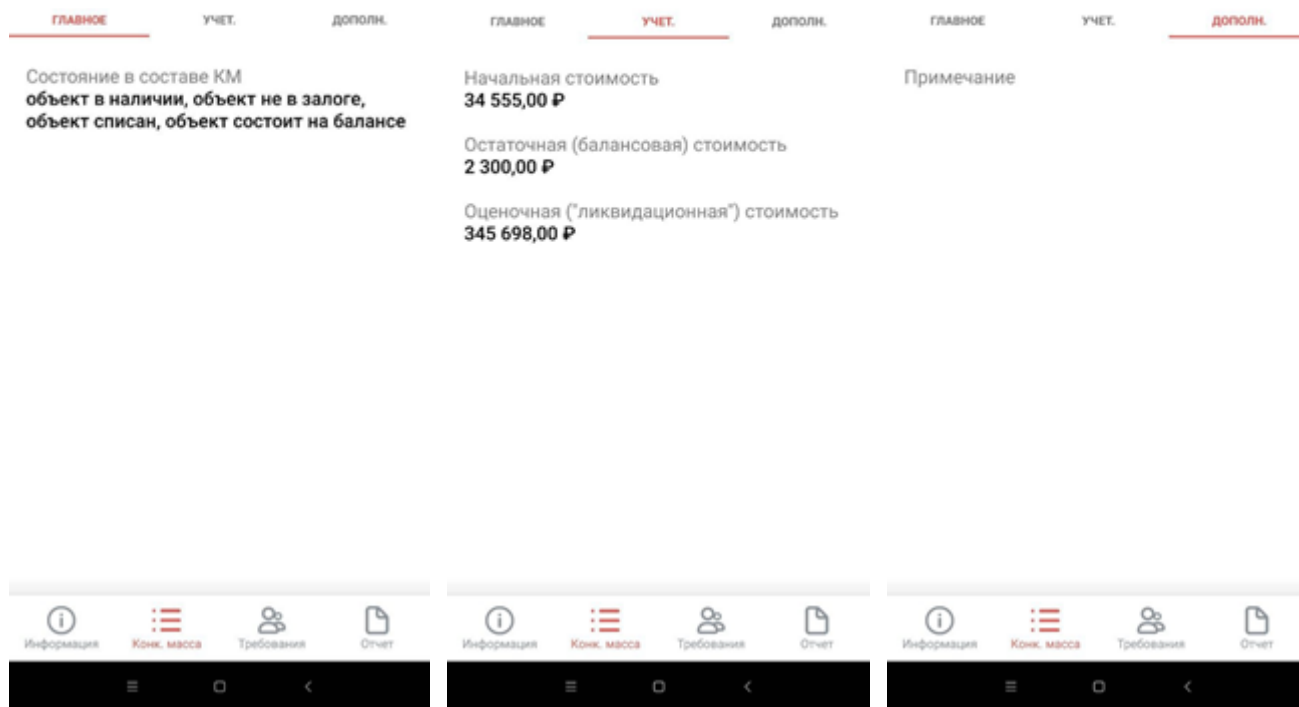 ГЛАВНОЕ УЧЕТ. ДОПОЛН.
Состояние в составе КМ
объект в наличии, объект не в залоге,
объект списан, объект состоит на балансе
Информация Конк. масса Требования Отчет
ГЛАВНОЕ УЧЕТ. ДОПОЛН.
Начальная стоимость
34 555,00 ₽
Остаточная (балансовая) стоимость
2 300,00 ₽
Оценочная ("ликвидационная") стоимость
345 698,00 ₽
Информация Конк. масса Требования Отчет
ГЛАВНОЕ УЧЕТ. ДОПОЛН.
Примечание
Информация Конк. масса Требования Отчет